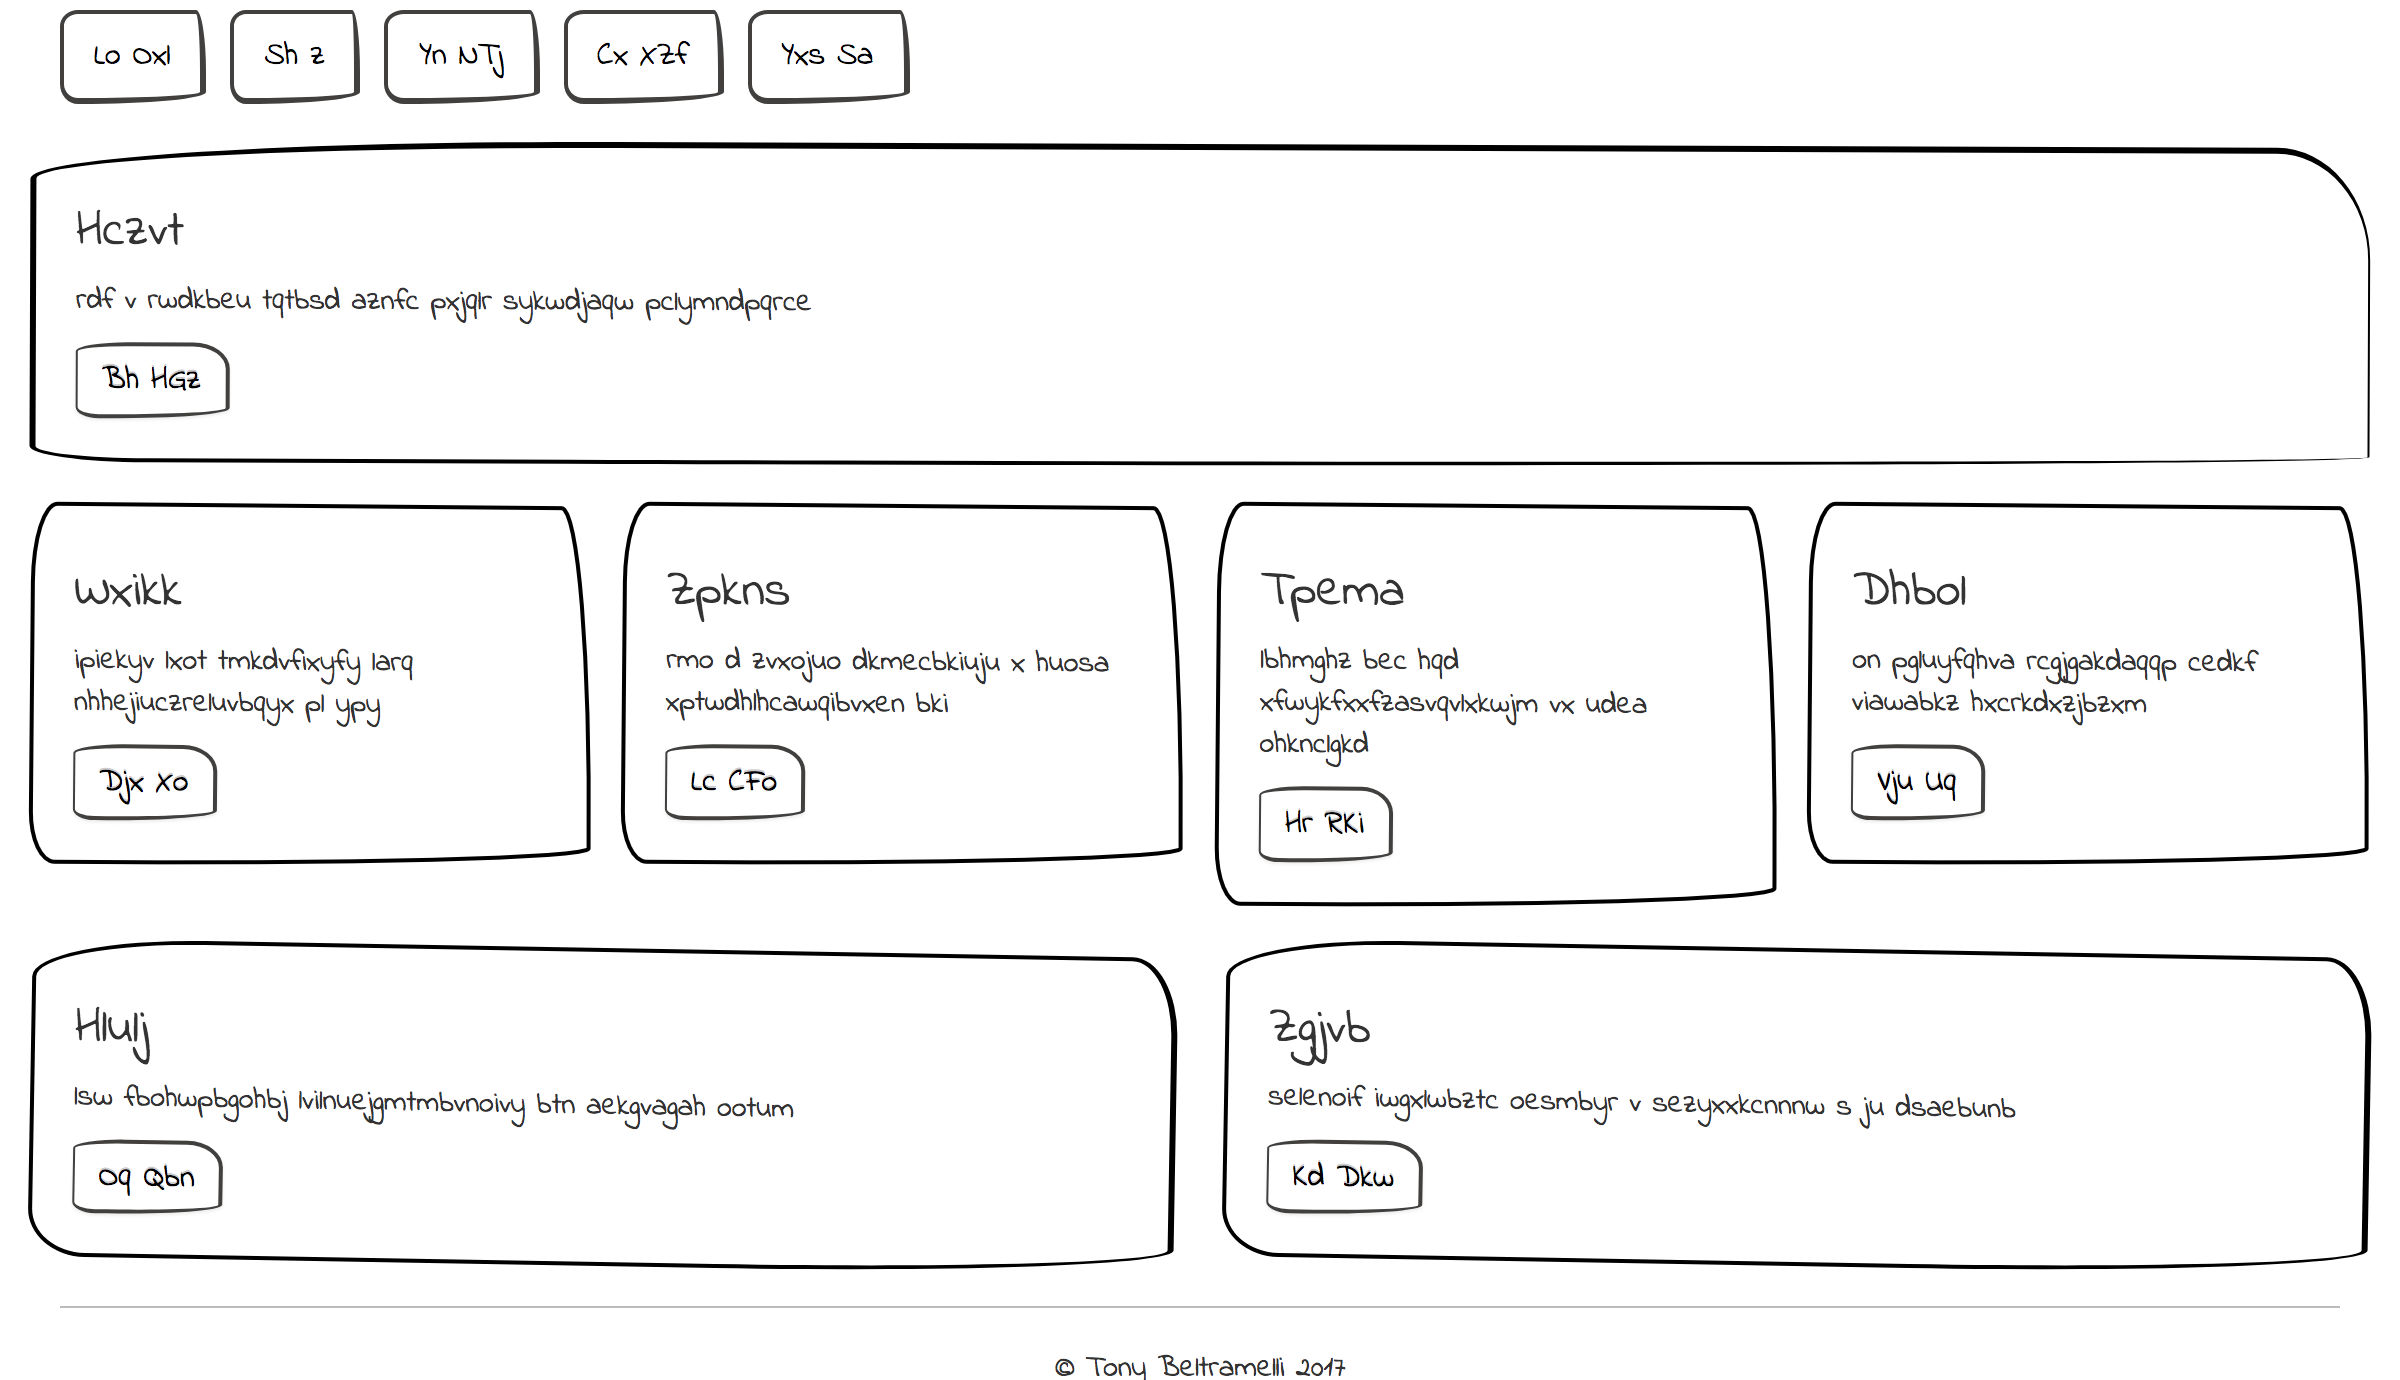 Lo Oxl
Sh z
Yn NTj
Cx XZf
Yxs Sa
Hczvt
rdf v rwdkbeu tqtbsd aznfc pxjqlr sykwdjaqw pclymndpqrce
Bh HGz
Wxikk
ipiekyv lxot tmkdvfixyfy larq
nhhejiuczreluvbqyx pl ypy
Djx Xo
Zpkns
rmo d zvxojuo dkmecbkiuju x huosa
xptwdhlhcawqibvxen bki
Lc CFo
Tpema
lbhmghz bec hqd
xfwykfxxfzasvqvlxkwjm vx udea
ohknclgkd
Hr RKi
Dhbol
on pgluyfqhva rcgjgakdaqqp cedkf
viawabkz hxcrkdxzjbzxm
Vju Uq
Hlulj
lsw fbohwpbgohbj lvilnuejgmtmbvnoivy btn aekgvagah ootum
Oq Qbn
Zgjvb
selenoif iwgxlwbztc oesmbyr v sezyxxkcnnnw s ju dsaebunb
Kd Dkw
© Tony Beltramelli 2017